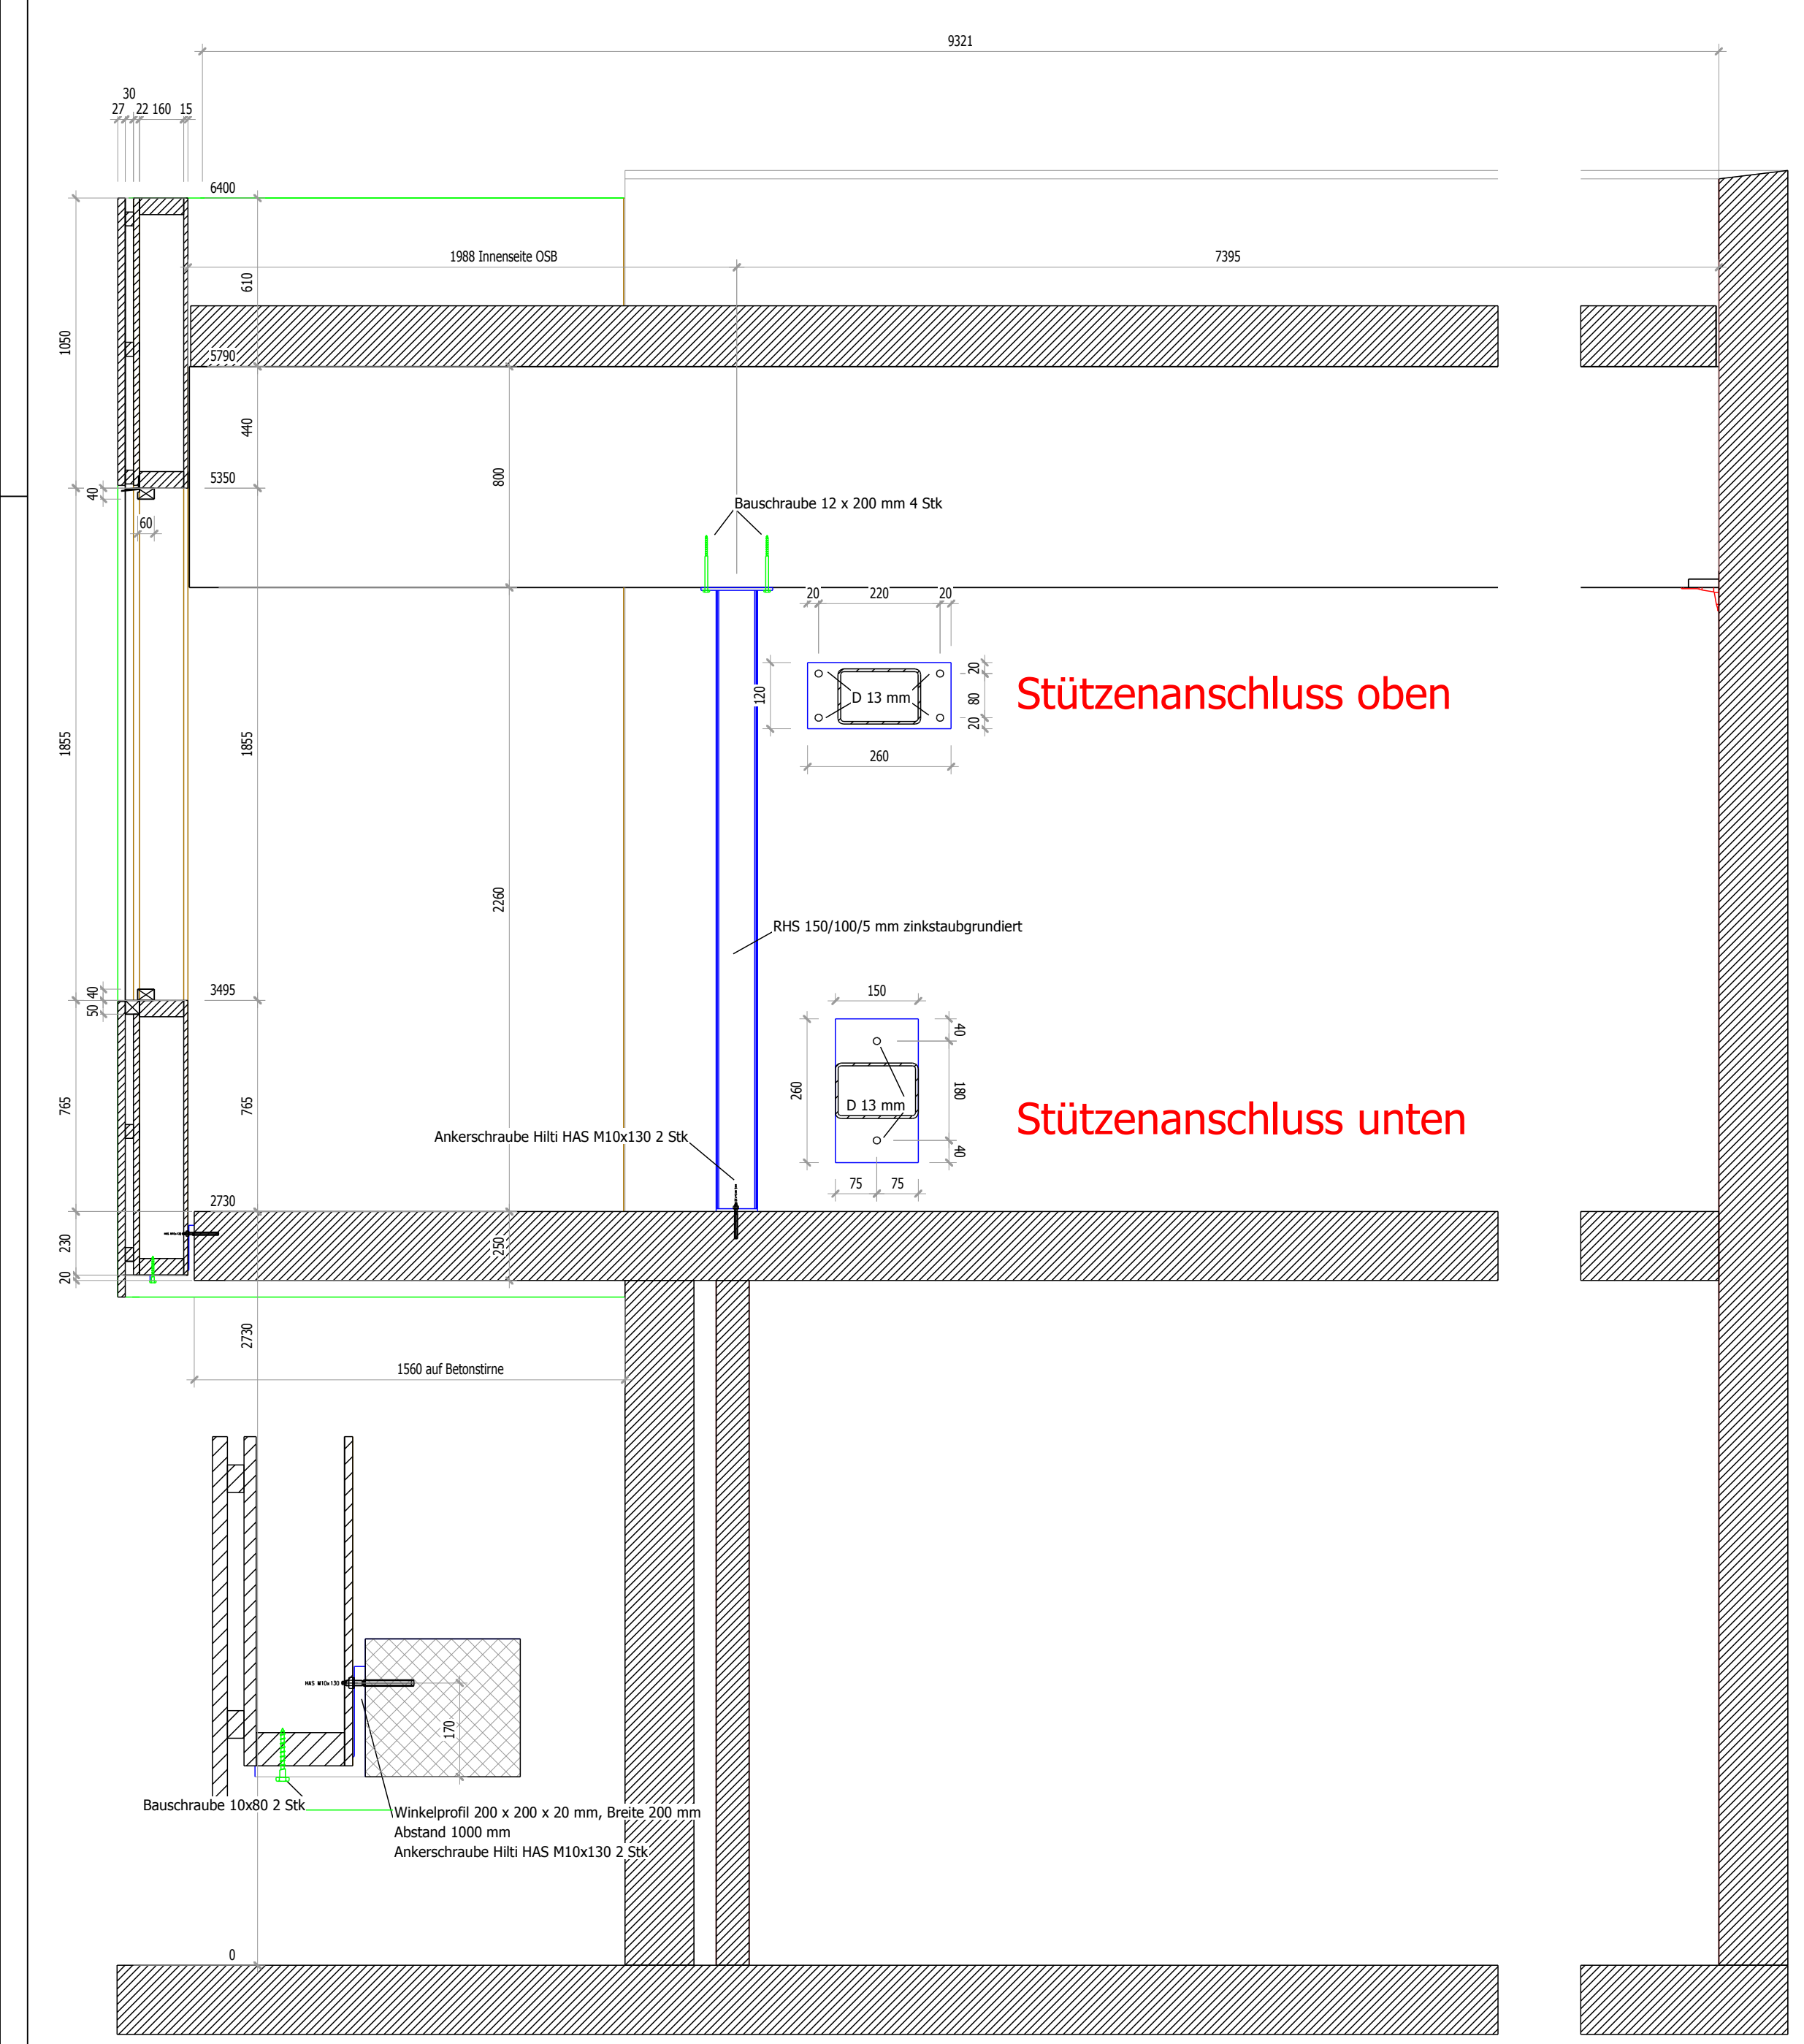 9321
30
27 22 160 15
6400
1988 Innenseite OSB
7395
610
1050
5790
440
800
5350
40
60
Bauschraube 12 x 200 mm 4 Stk
20 220 20
120
D 13 mm
20
80
20
260
Stützenanschluss oben
1855
1855
2260
RHS 150/100/5 mm zinkstaubgrundiert
40
50
3495
150
40
260
180
D 13 mm
40
75 75
Stützenanschluss unten
765
765
Ankerschraube Hilti HAS M10x130 2 Stk
2730
230
250
20
2730
1560 auf Betonstirne
HAS M10x130
170
Bauschraube 10x80 2 Stk
Winkelprofil 200 x 200 x 20 mm, Breite 200 mm
Abstand 1000 mm
Ankerschraube Hilti HAS M10x130 2 Stk
0